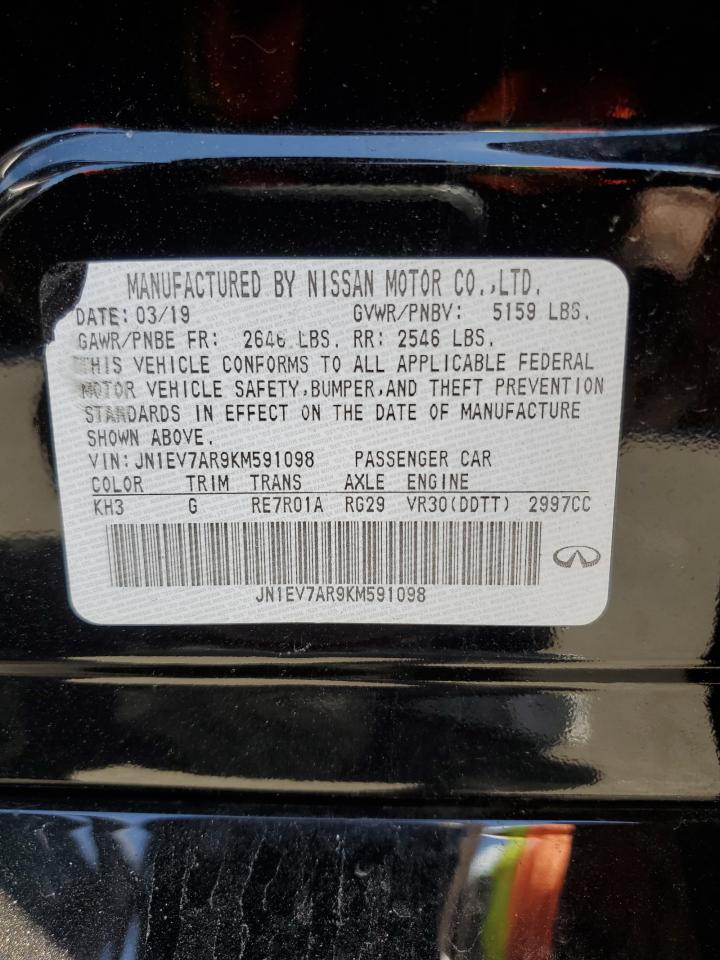 MANUFACTURED BY NISSAN MOTOR CO.,LTD.
DATE: 03/19 GVWR/PNBV: 5159 LBS.
GAWR/PNBE FR: 2646 LBS. RR: 2546 LBS.
THIS VEHICLE CONFORMS TO ALL APPLICABLE FEDERAL
MOTOR VEHICLE SAFETY,BUMPER,AND THEFT PREVENTION
STANDARDS IN EFFECT ON THE DATE OF MANUFACTURE
SHOWN ABOVE.
VIN: JN1EV7AR9KM591098 PASSENGER CAR
COLOR TRIM TRANS AXLE ENGINE
KH3 G RE7R01A RG29 VR30(DDTT) 2997CC
JN1EV7AR9KM591098